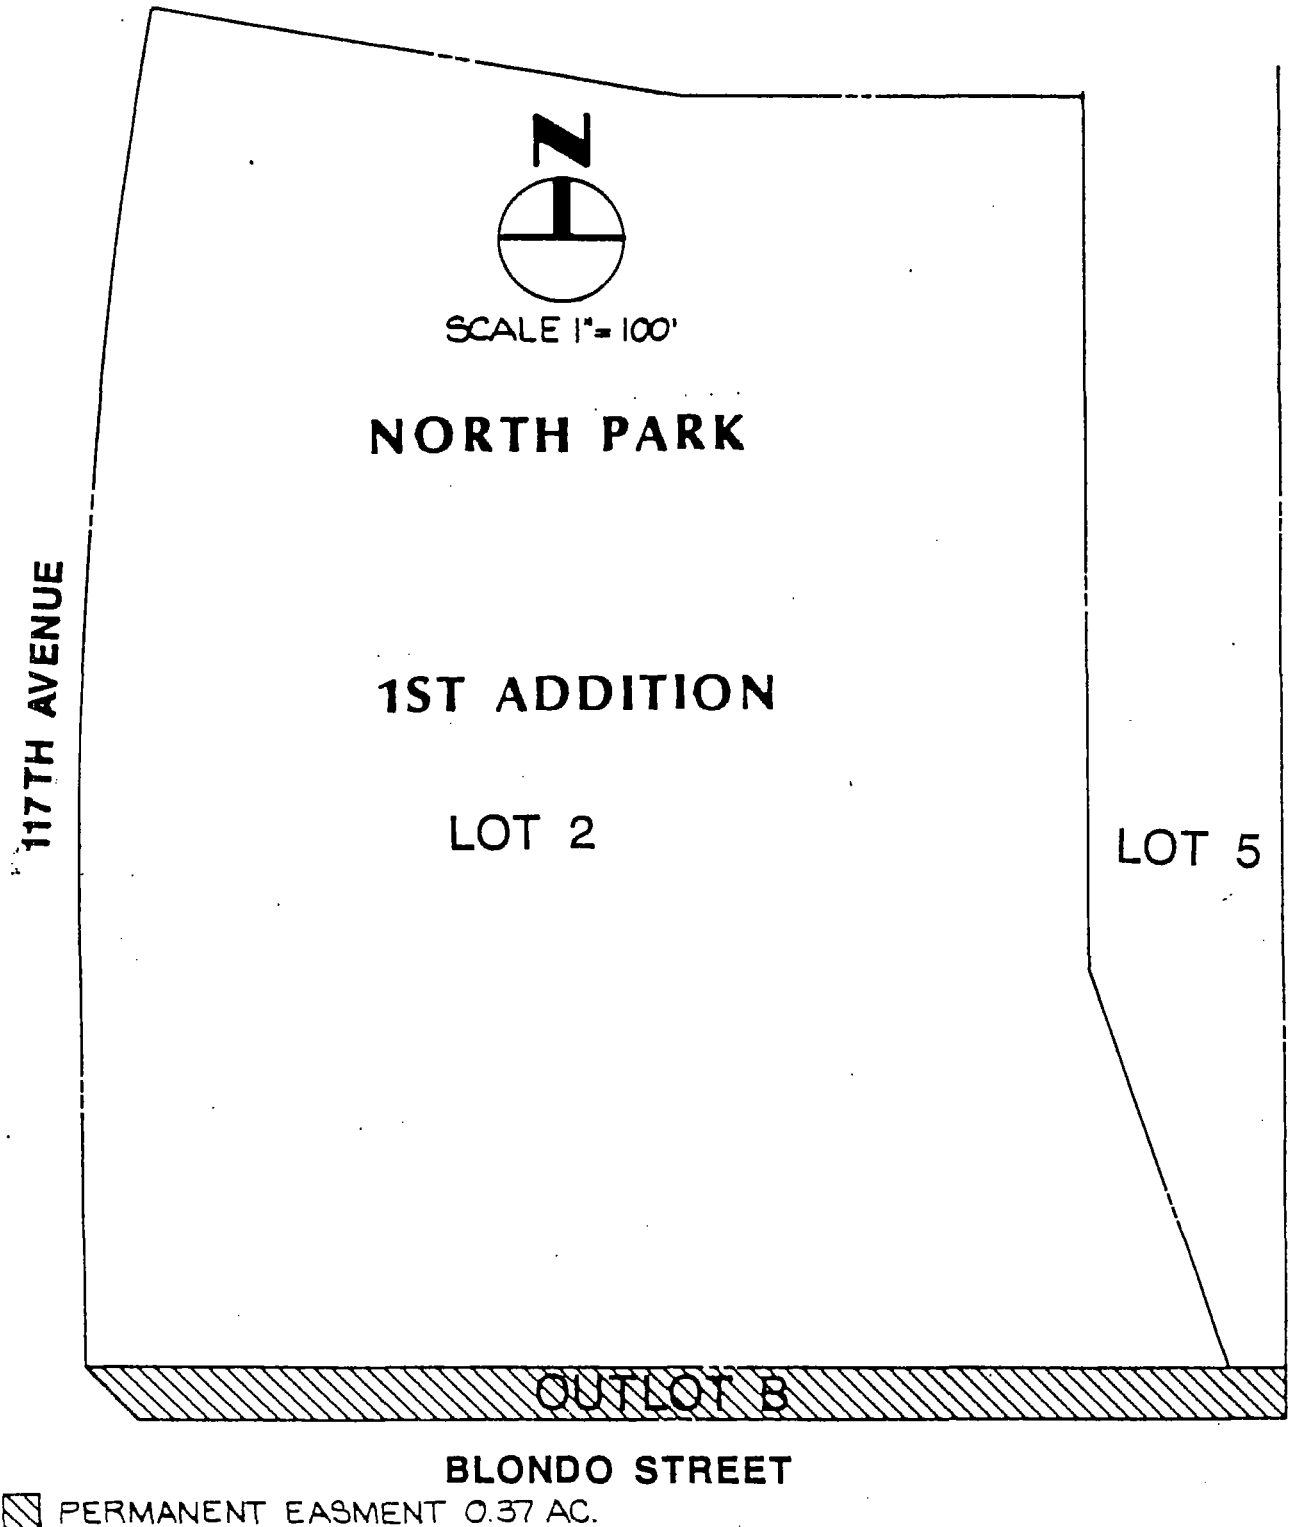 N
SCALE 1"= 100'
NORTH PARK
117TH AVENUE
1ST ADDITION
LOT 2
LOT 5
OUTLOT B
BLONDO STREET
PERMANENT EASMENT 0.37 AC.